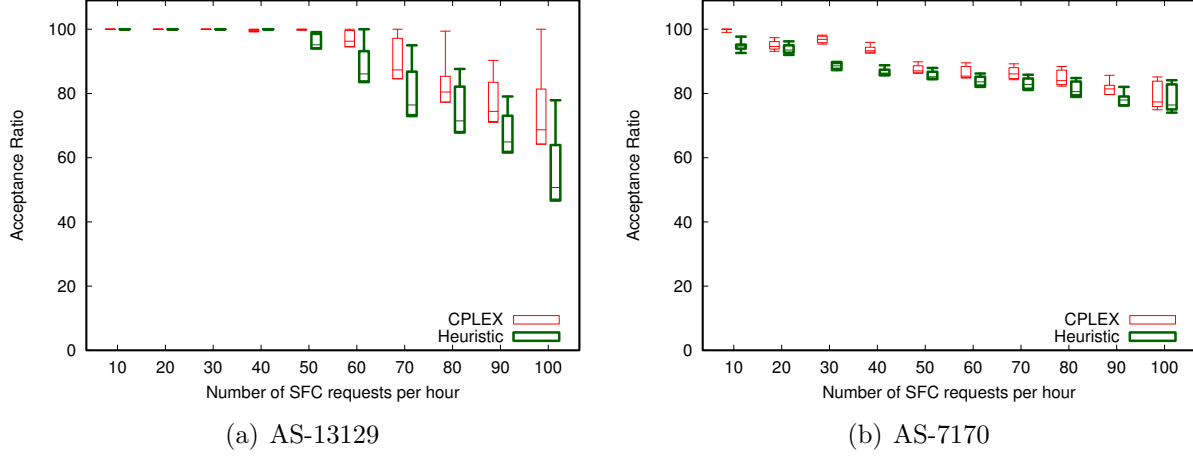 100
80
60
40
20
0
Acceptance Ratio
CPLEX
Heuristic
10 20 30 40 50 60 70 80 90 100
Number of SFC requests per hour
(a) AS-13129
100
80
60
40
20
0
Acceptance Ratio
CPLEX
Heuristic
10 20 30 40 50 60 70 80 90 100
Number of SFC requests per hour
(b) AS-7170